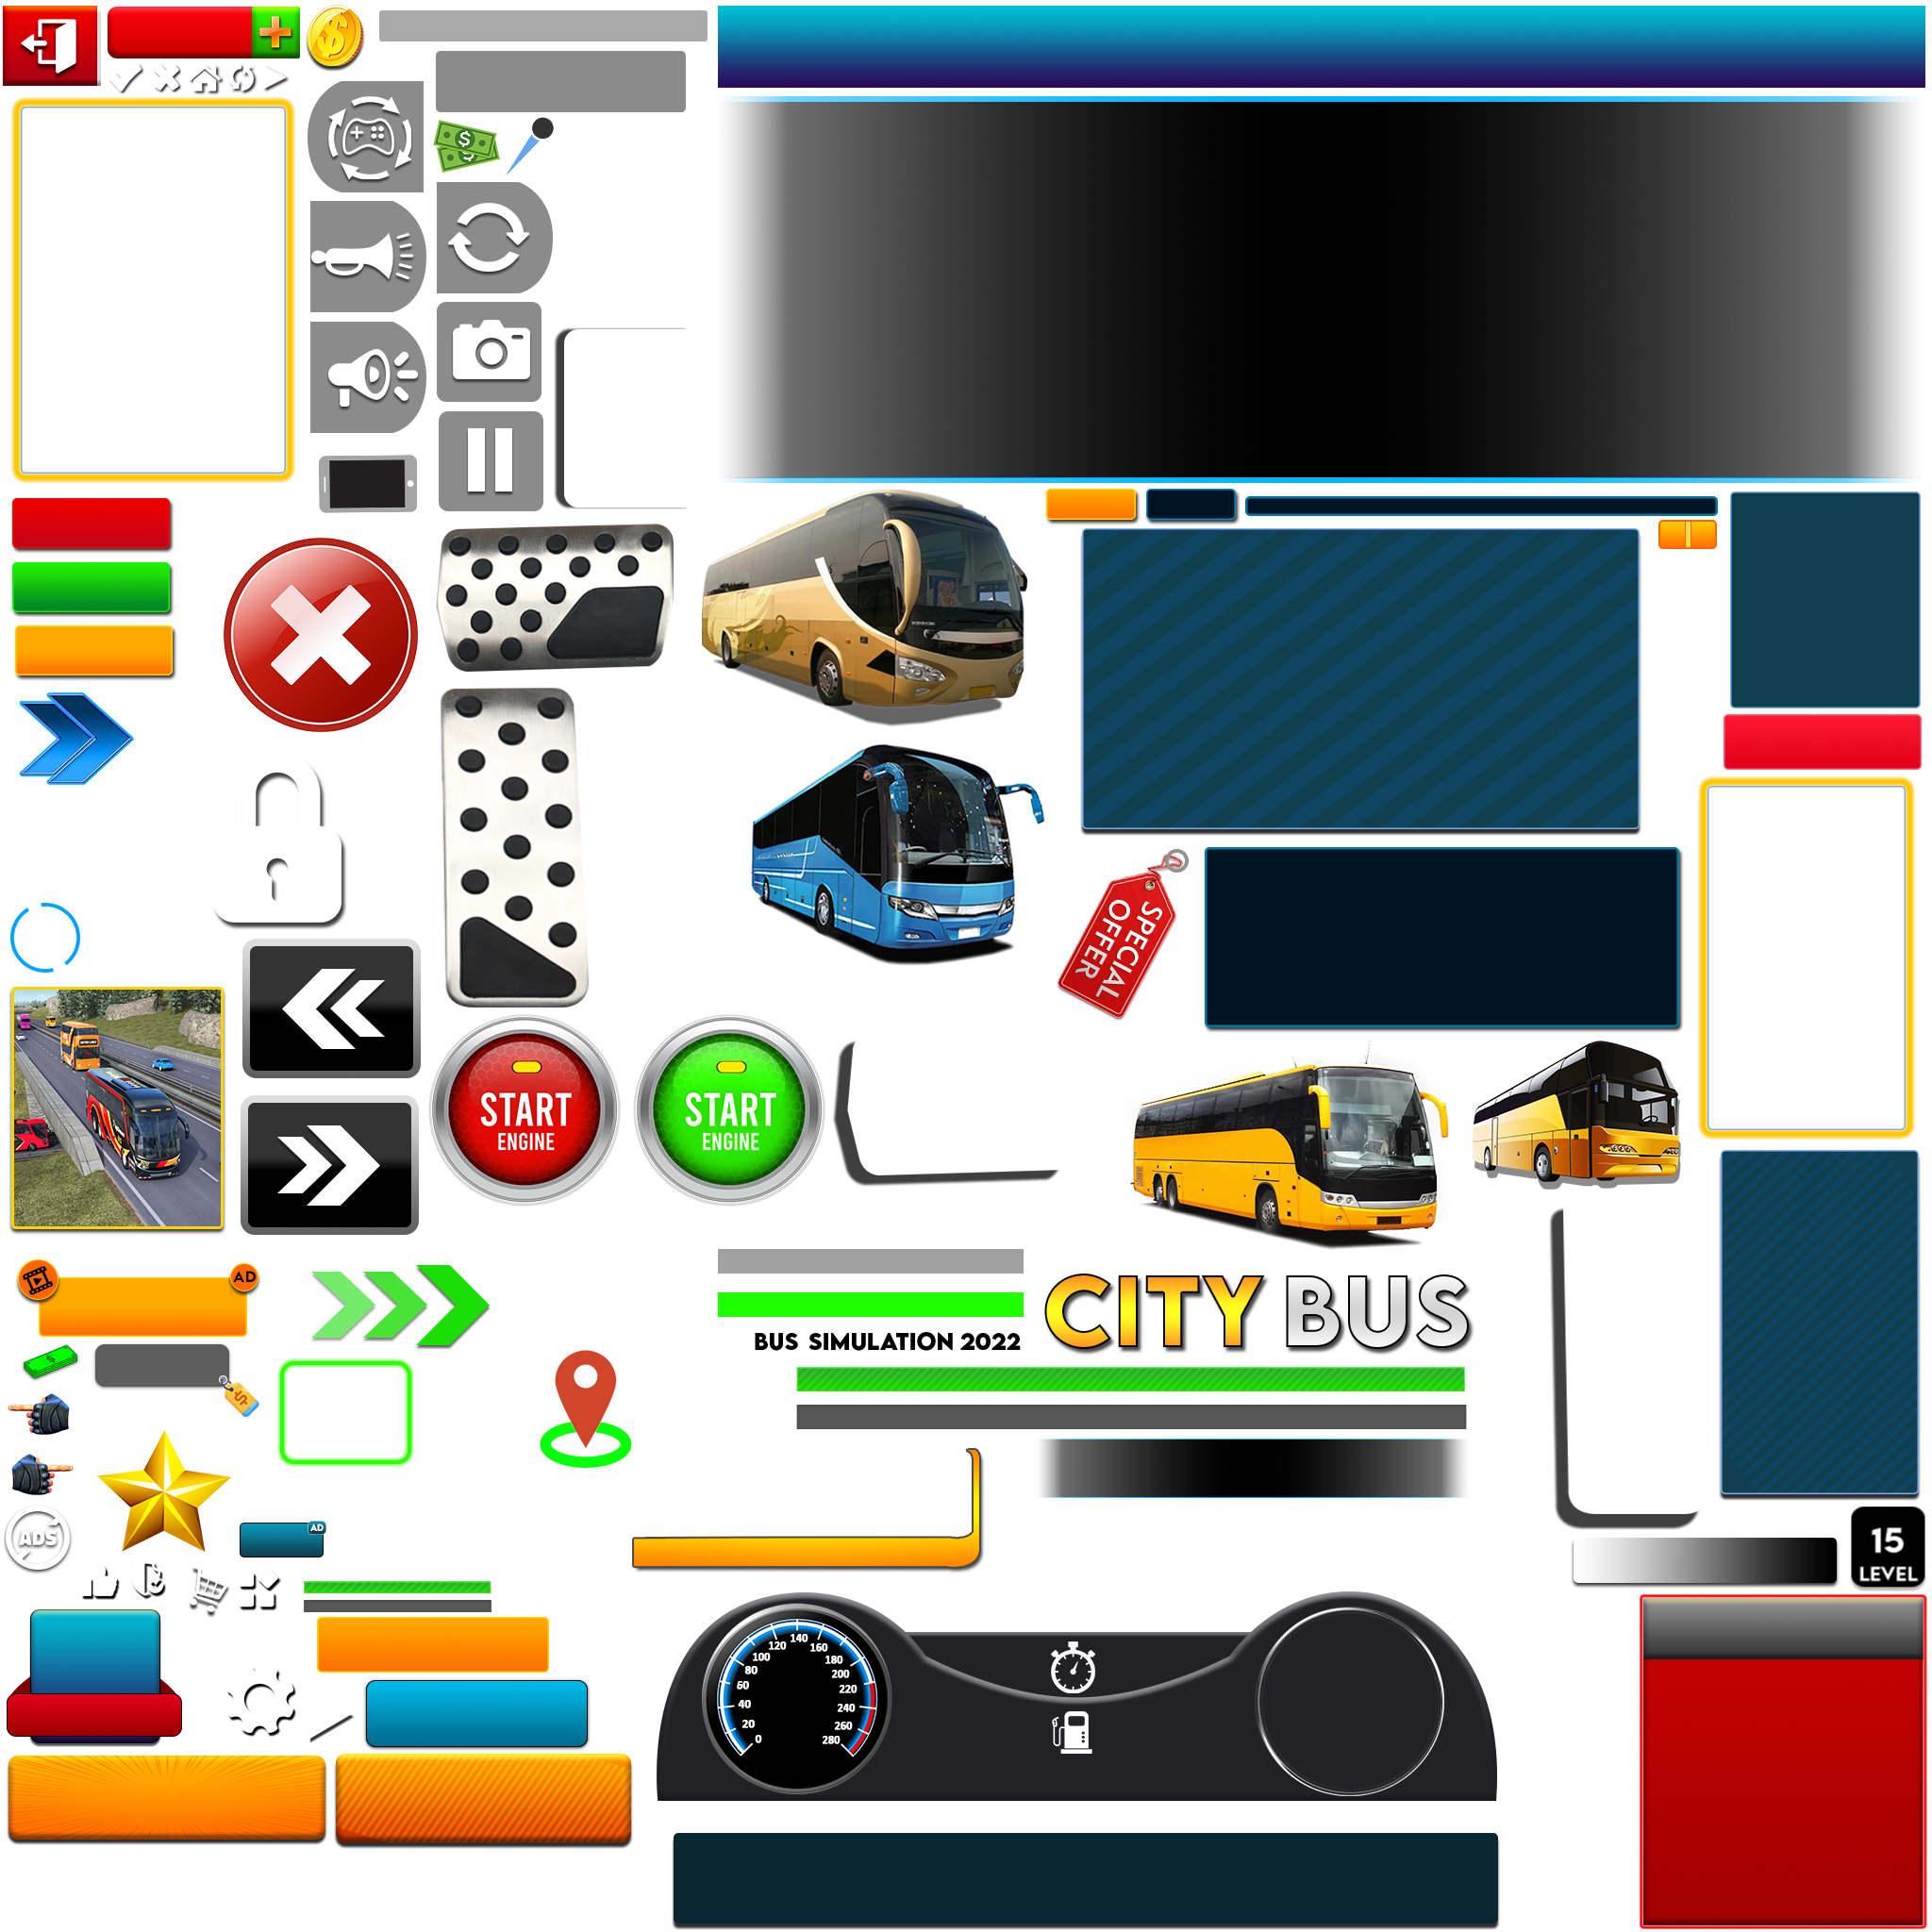 SPECIAL
OFFER
START
ENGINE
START
ENGINE
AD
CITY BUS
BUS SIMULATION 2022
ADS
AD
15
LEVEL
0
20
40
60
80
100
120
140
160
180
200
220
240
260
280